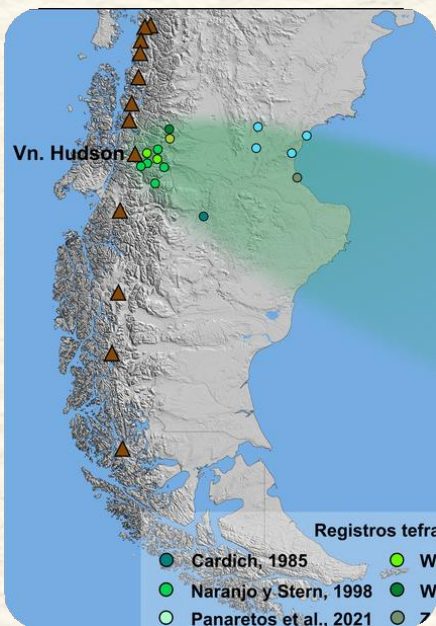 Vn. Hudson
Registros tefra
Cardich, 1985 W
Naranjo y Stern, 1998 W
Panaretos et al., 2021 Z